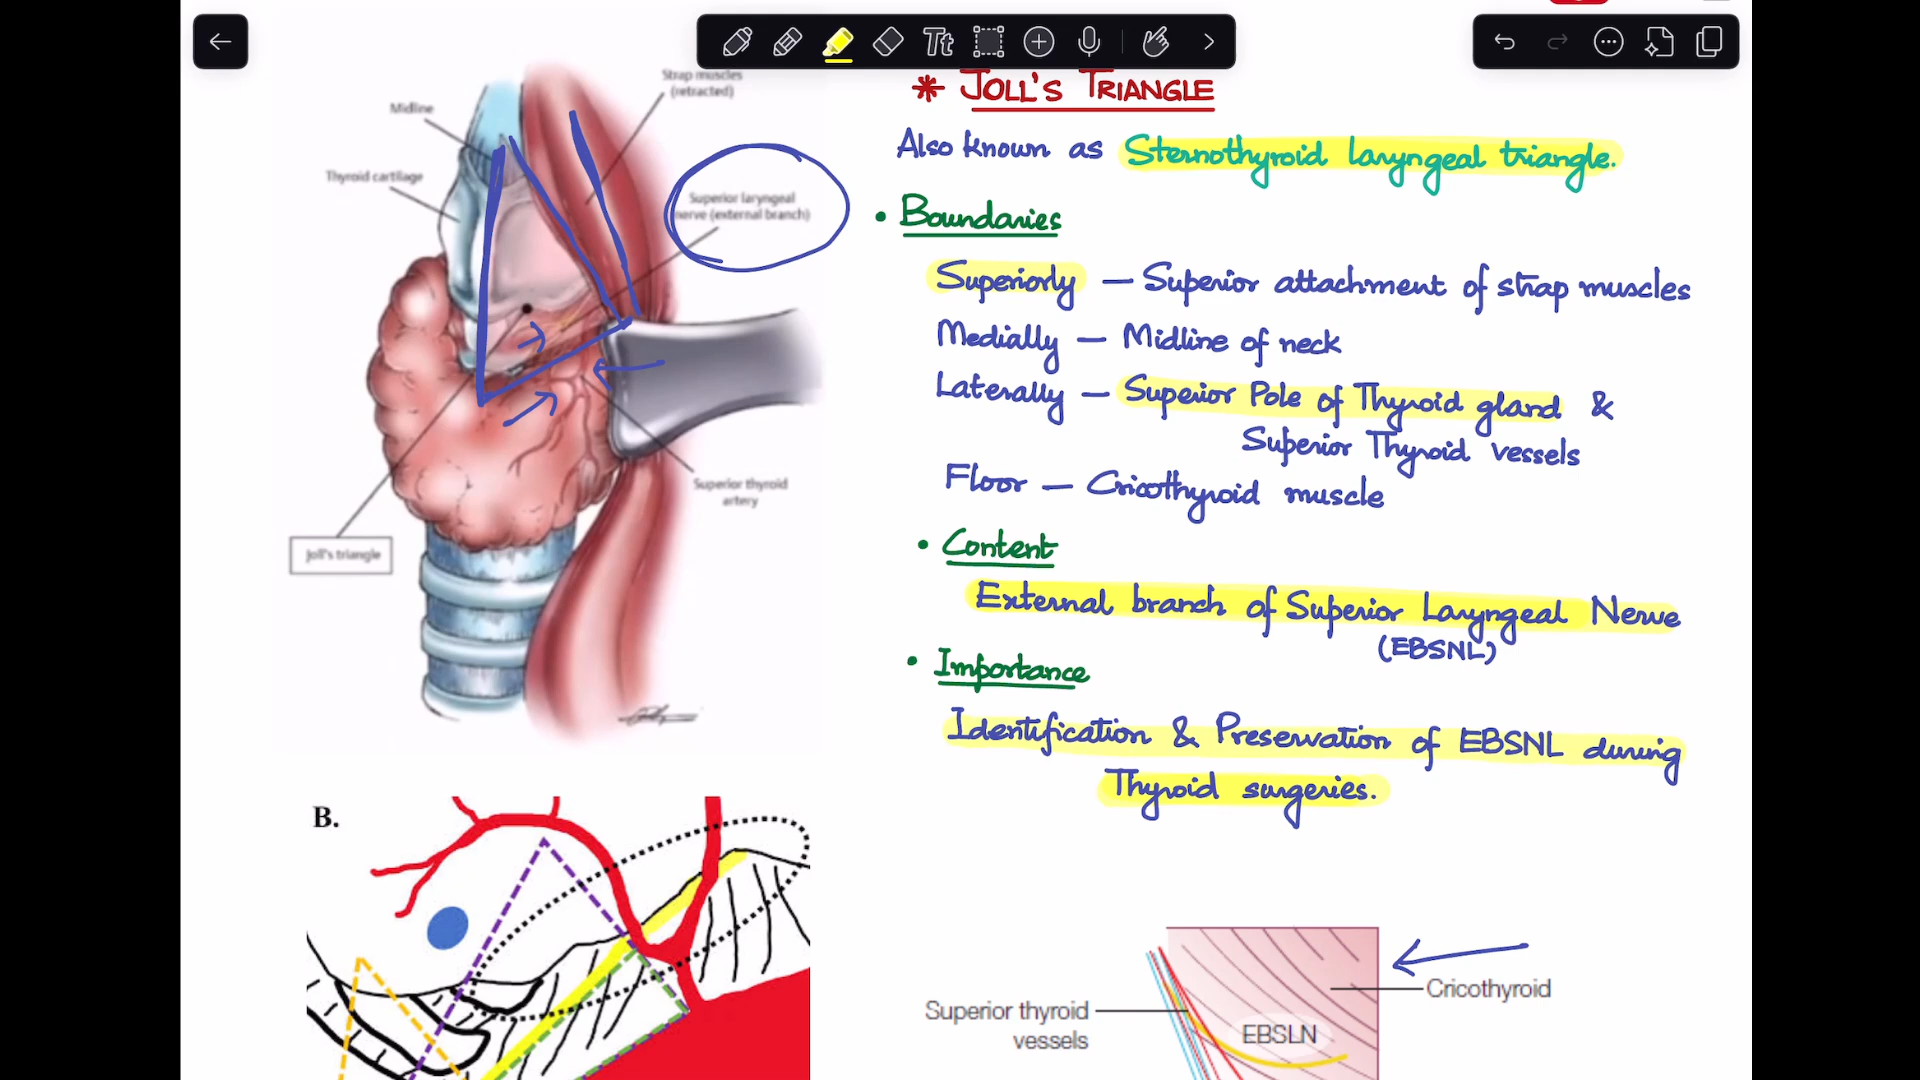 Tt
Strap muscles
(retracted)
Midline
Thyroid cartilage
Superior laryngeal
nerve (external branch)
Superior thyroid
artery
Joll's triangle
* JOLL'S TRIANGLE
Also known as Sternothyroid laryngeal triangle.
• Boundaries
Superiorly — Superior attachment of strap muscles
Medially — Midline of neck
Laterally — Superior Pole of Thyroid gland &
Superior Thyroid vessels
Floor — Cricothyroid muscle
• Content
External branch of Superior Laryngeal Nerve
(EBSNL)
• Importance
Identification & Preservation of EBSNL during
Thyroid surgeries.
B.
Superior thyroid
vessels
EBSLN
Cricothyroid